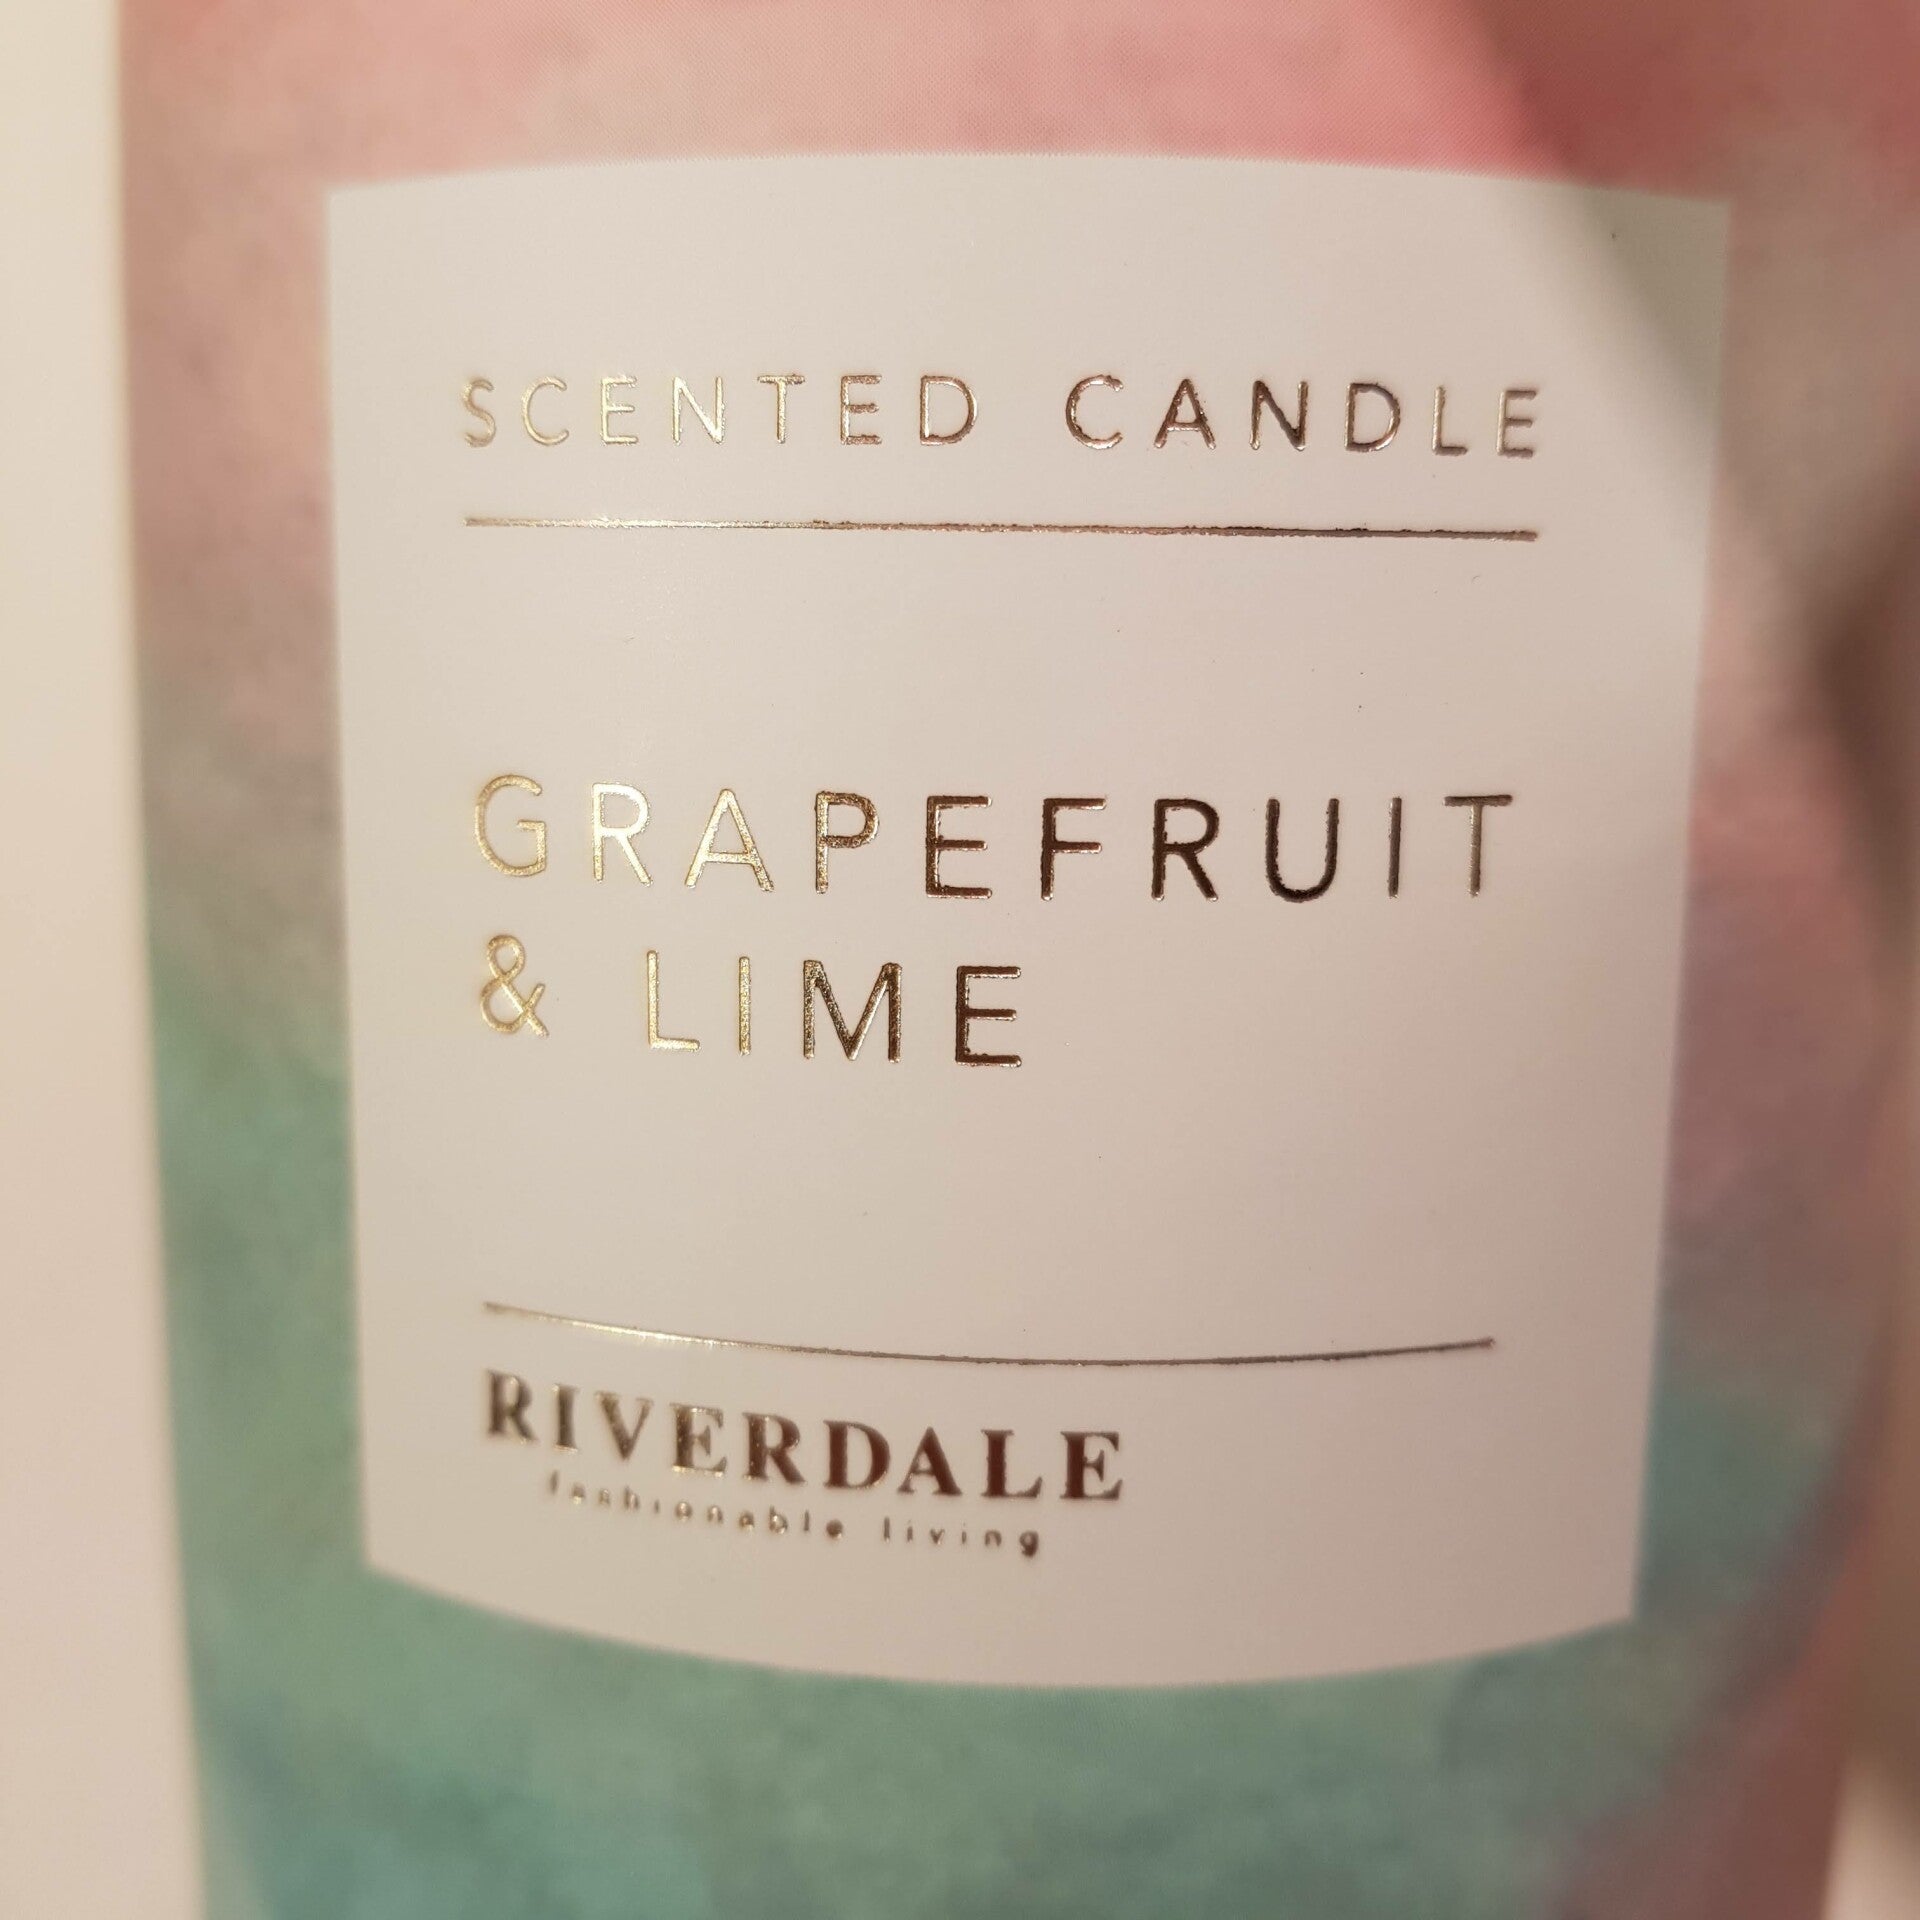 SCENTED CANDLE
GRAPEFRUIT
& LIME
RIVERDALE
fashionable living